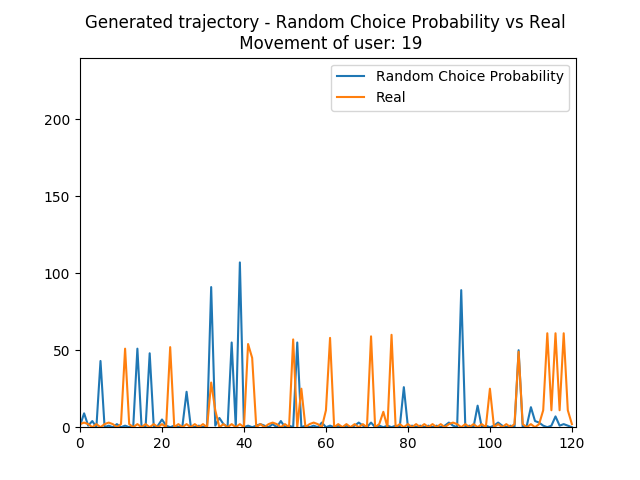 Generated trajectory - Random Choice Probability vs Real
Movement of user: 19
Random Choice Probability
Real
200
150
100
50
0
0 20 40 60 80 100 120